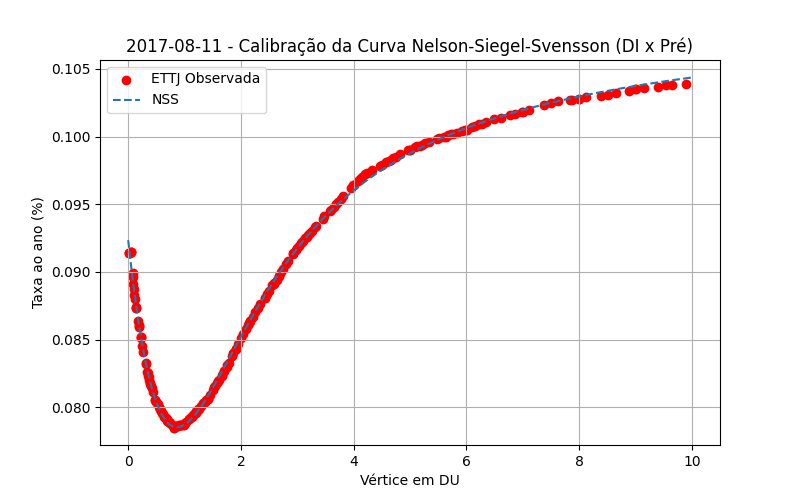 2017-08-11 - Calibração da Curva Nelson-Siegel-Svensson (DI x Pré)
ETTJ Observada
NSS
Taxa ao ano (%)
0.105
0.100
0.095
0.090
0.085
0.080
0 2 4 6 8 10
Vértice em DU